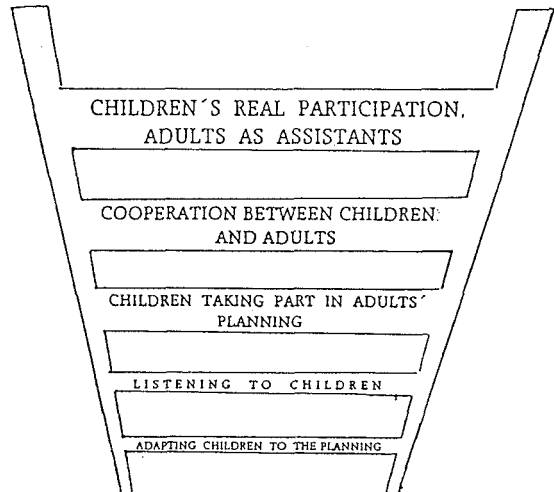 CHILDREN´S REAL PARTICIPATION,
ADULTS AS ASSISTANTS
COOPERATION BETWEEN CHILDREN
AND ADULTS
CHILDREN TAKING PART IN ADULTS´
PLANNING
LISTENING TO CHILDREN
ADAPTING CHILDREN TO THE PLANNING